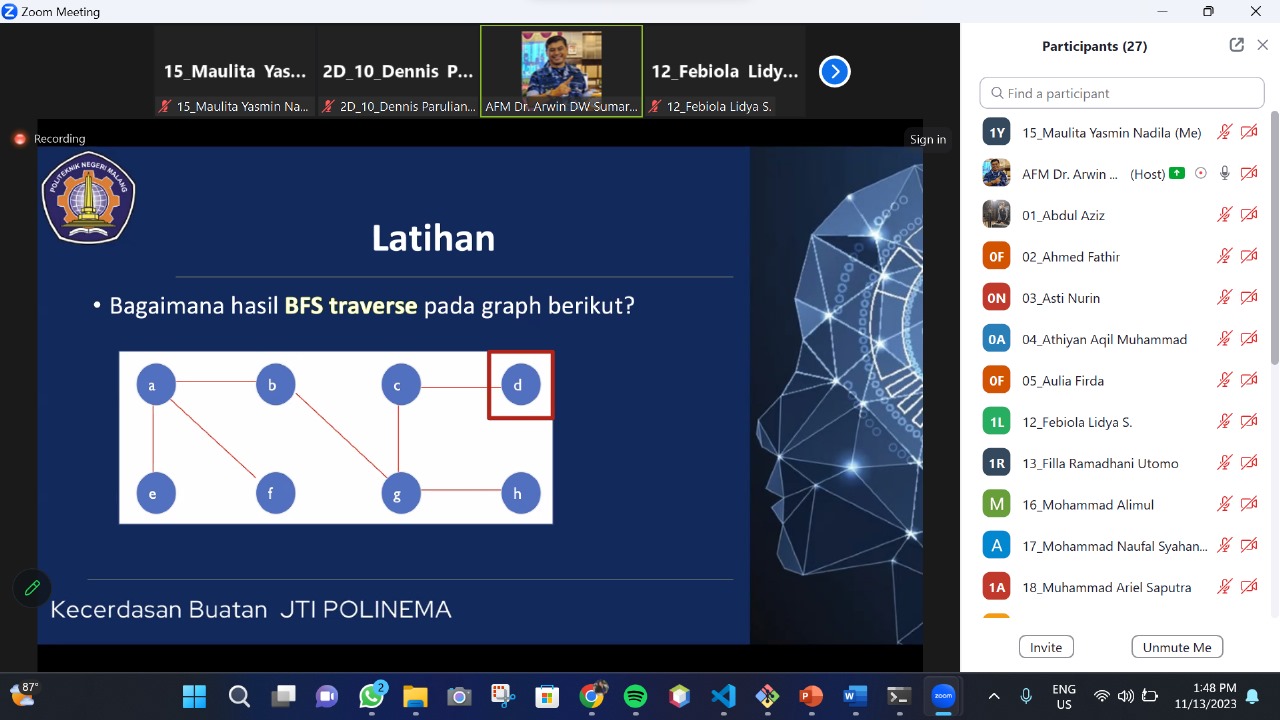 Zoom Meeting
15_Maulita Yas...
2D_10_Dennis P...
12_Febiola Lidy...
15_Maulita Yasmin Na...
2D_10_Dennis Parulian...
AFM Dr. Arwin DW Sumar...
12_Febiola Lidya S.
Recording
Sign in
POLITEKNIK NEGERI MALANG
Latihan
• Bagaimana hasil BFS traverse pada graph berikut?
a b c d
e f g h
Kecerdasan Buatan JTI POLINEMA
Participants (27)
Find a participant
1Y 15_Maulita Yasmin Nadila (Me)
AFM Dr. Arwin ... (Host)
01_Abdul Aziz
0F 02_Ahmed Fathir
0N 03_Asti Nurin
0A 04_Athiyan Aqil Muhammad
0F 05_Aulia Firda
1L 12_Febiola Lidya S.
1R 13_Filla Ramadhani Utomo
M 16_Mohammad Alimul
A 17_Mohammad Naufal Syahan...
1A 18_Muhammad Ariel Saputra
Invite
Unmute Me
87°
2
zoom
ENG
US
1:48 PM
11/13/2023